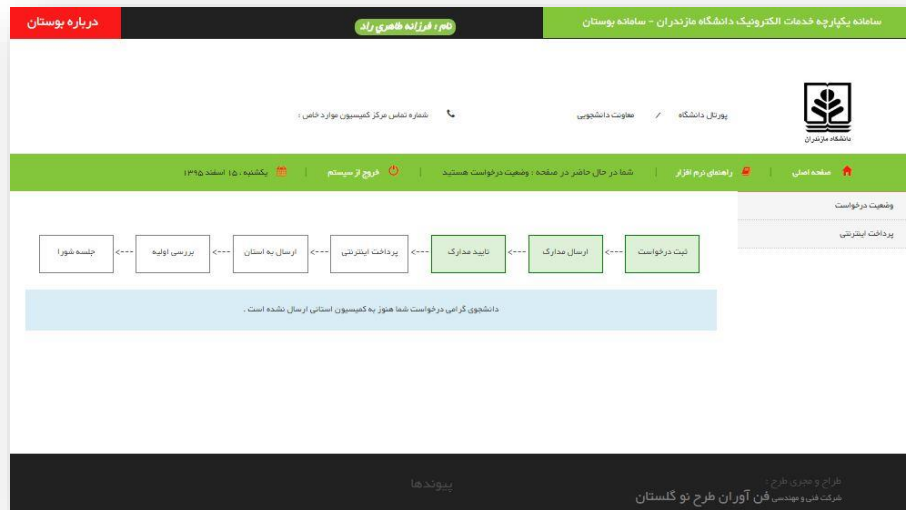 سامانه یکپارچه خدمات الکترونیک دانشگاه مازندران - سامانه بوستان
نام : فرزانه طاهری راد
درباره بوستان
دانشگاه مازندران
پورتال دانشگاه / معاونت دانشجویی
شماره تماس مرکز کمیسیون موارد خاص :
صفحه اصلی | راهنمای نرم افزار | شما در حال حاضر در صفحه : وضعیت درخواست هستید | خروج از سیستم | یکشنبه ، ۱۵ اسفند ۱۳۹۵
وضعیت درخواست
پرداخت اینترنتی
ثبت درخواست <--- ارسال مدارک <--- تایید مدارک <--- پرداخت اینترنتی <--- ارسال به استان <--- بررسی اولیه <--- جلسه شورا
دانشجوی گرامی درخواست شما هنوز به کمیسیون استانی ارسال نشده است .
طراح و مجری طرح :
شرکت فنی و مهندسی فن آوران طرح نو گلستان
پیوندها